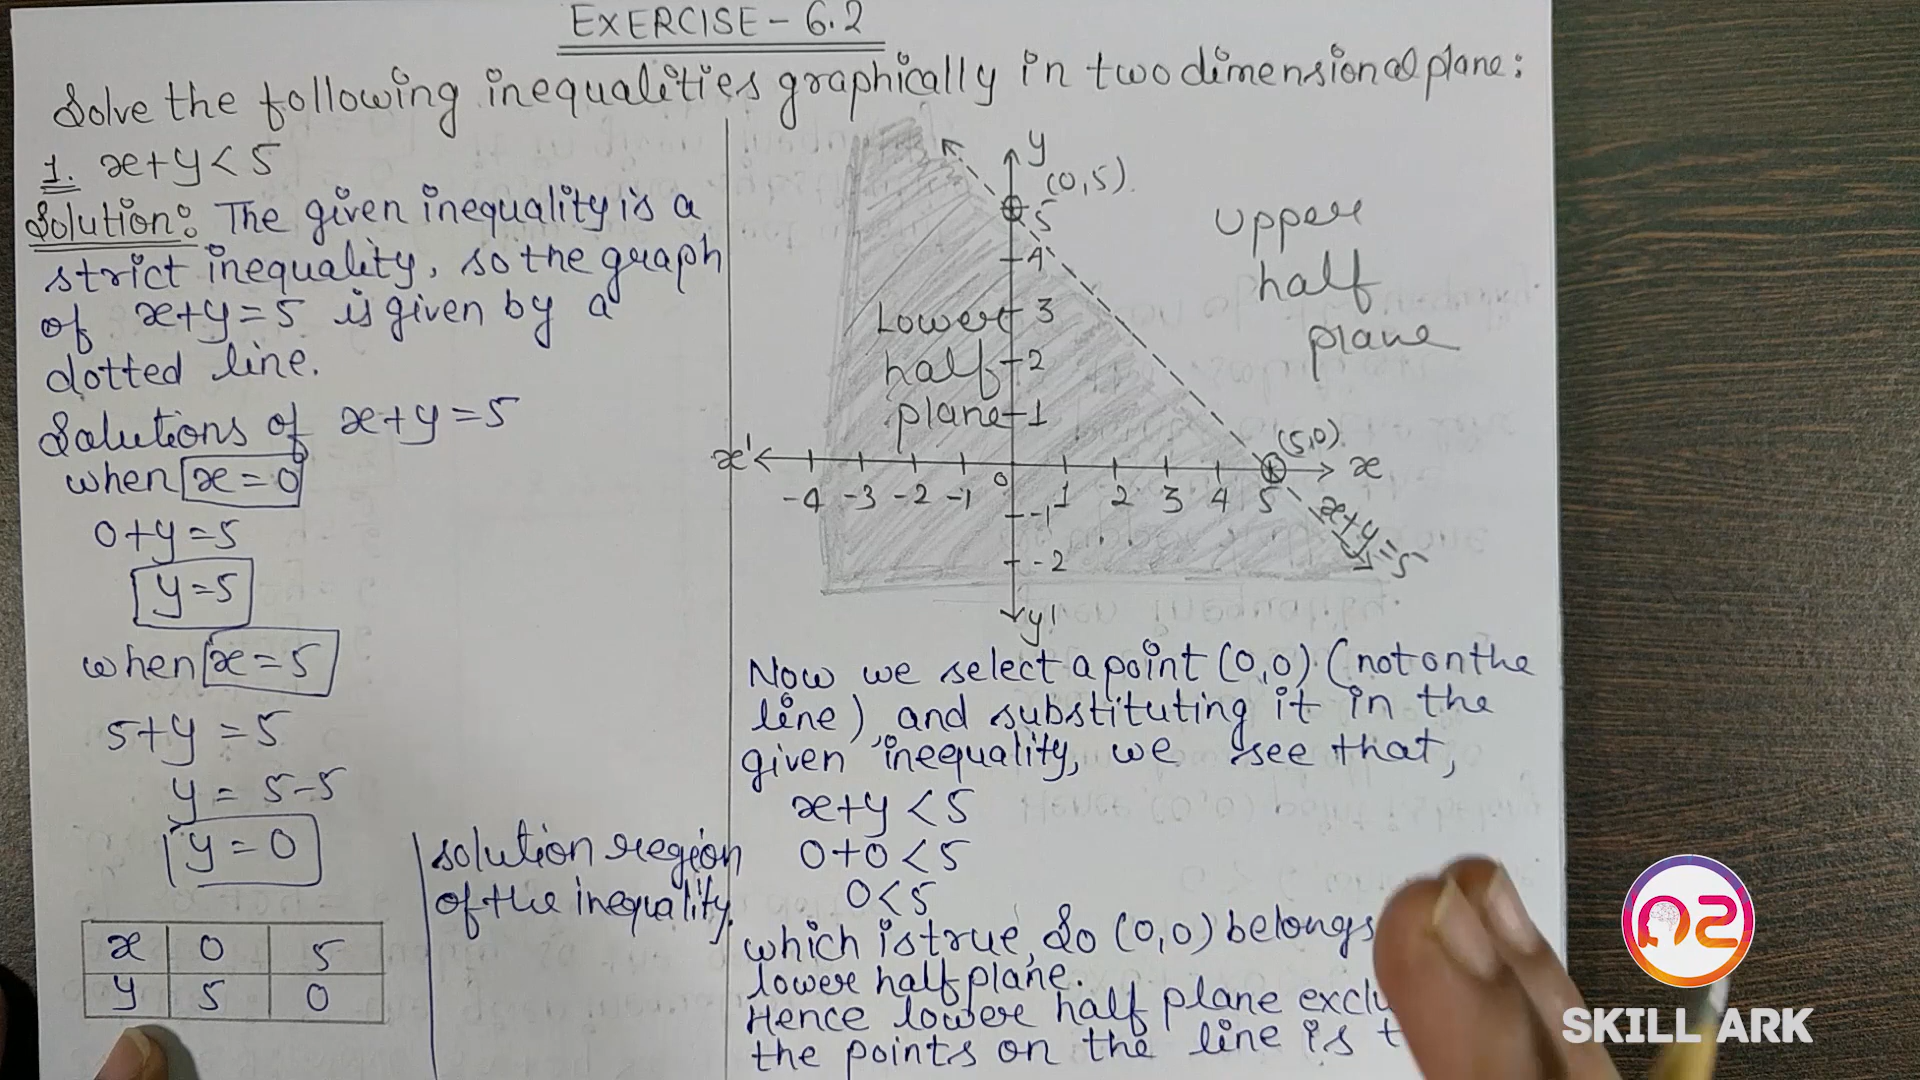 EXERCISE - 6.2
Solve the following inequalities graphically in two dimensional plane:
1. x+y<5
Solution: The given inequality is a
strict inequality, so the graph
of x+y=5 is given by a
dotted line.
Solutions of x+y=5
when x=0
0+y=5
y=5
when x=5
5+y=5
y=5-5
y=0
x 0 5
y 5 0
solution region
of the inequality.
y
(0,5).
5
4
Lower 3
half 2
plane 1
upper
half
plane
(5,0).
x' x
-4 -3 -2 -1 0 1 2 3 4 5
-1
-2
x+y=5
y'
Now we select a point (0,0). (not on the
line), and substituting it in the
given inequality, we see that,
x+y<5
0+0<5
0<5
which is true, So (0,0) belongs
lower half plane.
Hence lower half plane exclu
the points on the line is t
SKILL ARK